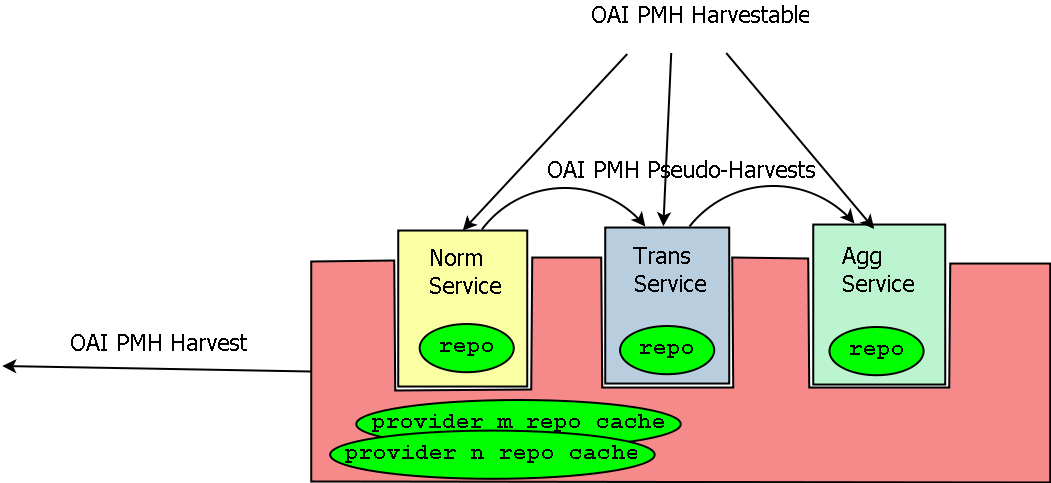 OAI PMH Harvestable
OAI PMH Pseudo-Harvests
Norm
Service
repo
Trans
Service
repo
Agg
Service
repo
OAI PMH Harvest
provider m repo cache
provider n repo cache